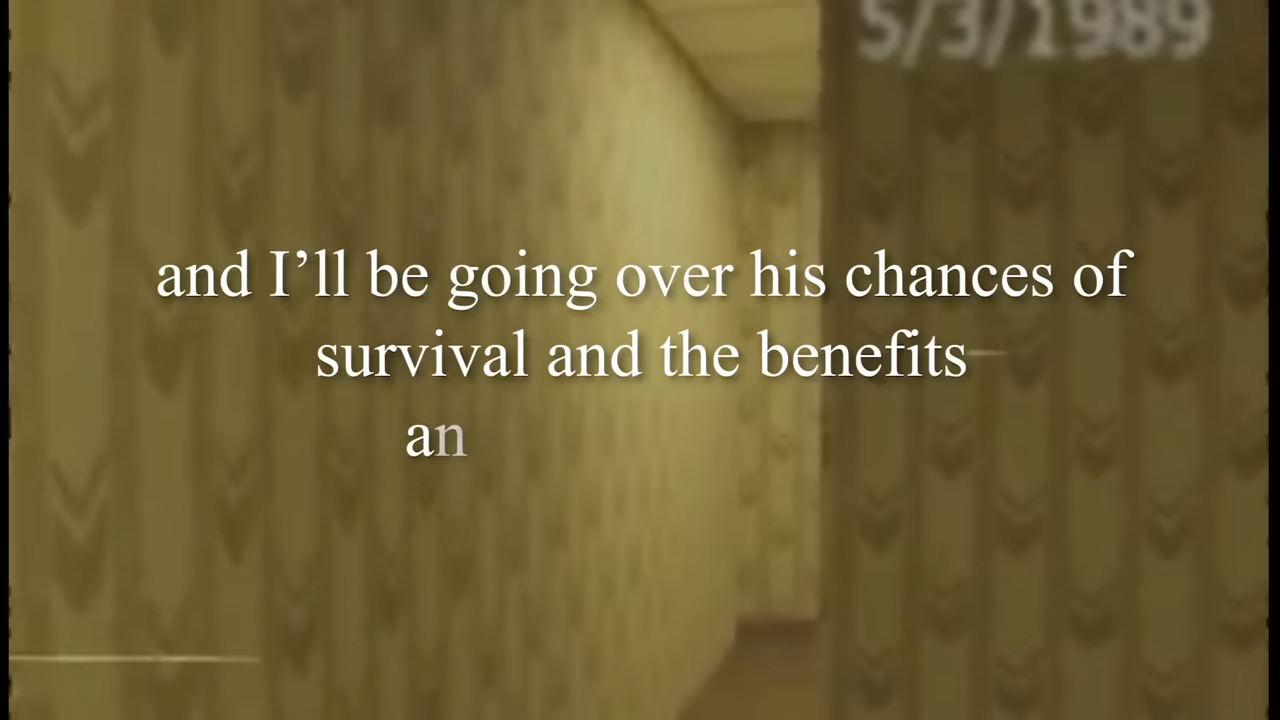 5/3/1989
and I’ll be going over his chances of
survival and the benefits
an